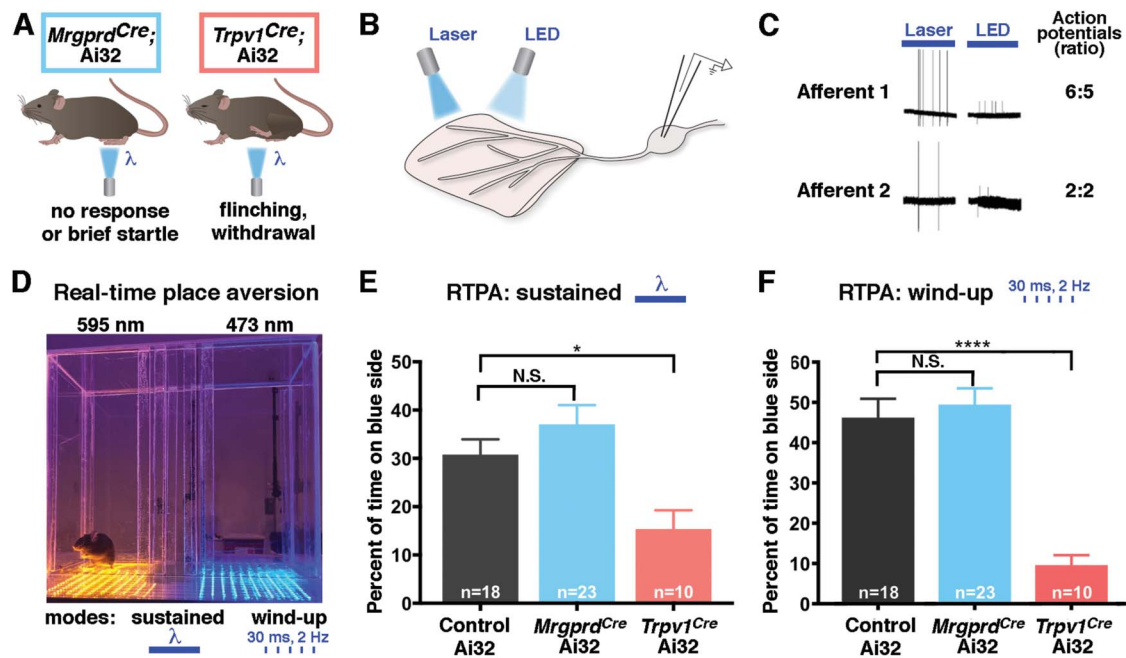 A
MrgprdCre;
Ai32
Trpv1Cre;
Ai32
λ
λ
no response
or brief startle
flinching,
withdrawal
B
Laser
LED
C
Laser
LED
Action
potentials
(ratio)
Afferent 1
6:5
Afferent 2
2:2
D
Real-time place aversion
595 nm
473 nm
modes:
sustained
λ
wind-up
30 ms, 2 Hz
E
RTPA: sustained
λ
*
N.S.
Percent of time on blue side
50
40
30
20
10
0
n=18
n=23
n=10
Control
Ai32
MrgprdCre
Ai32
Trpv1Cre
Ai32
F
RTPA: wind-up
30 ms, 2 Hz
****
N.S.
Percent of time on blue side
60
50
40
30
20
10
0
n=18
n=23
n=10
Control
Ai32
MrgprdCre
Ai32
Trpv1Cre
Ai32